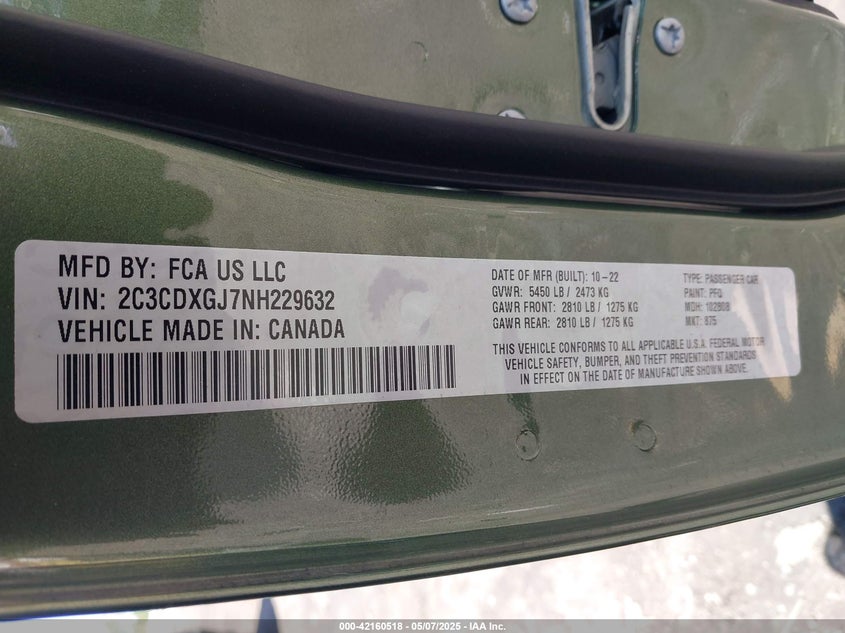 MFD BY: FCA US LLC
VIN: 2C3CDXGJ7NH229632
VEHICLE MADE IN: CANADA
DATE OF MFR (BUILT): 10-22
GVWR: 5450 LB / 2473 KG
GAWR FRONT: 2810 LB / 1275 KG
GAWR REAR: 2810 LB / 1275 KG
TYPE: PASSENGER CAR
PAINT: PFQ
MDH: 102808
MKT: 875
THIS VEHICLE CONFORMS TO ALL APPLICABLE U.S.A. FEDERAL MOTOR
VEHICLE SAFETY, BUMPER, AND THEFT PREVENTION STANDARDS
IN EFFECT ON THE DATE OF MANUFACTURE SHOWN ABOVE.
000-42160518 - 05/07/2025 - IAA Inc.